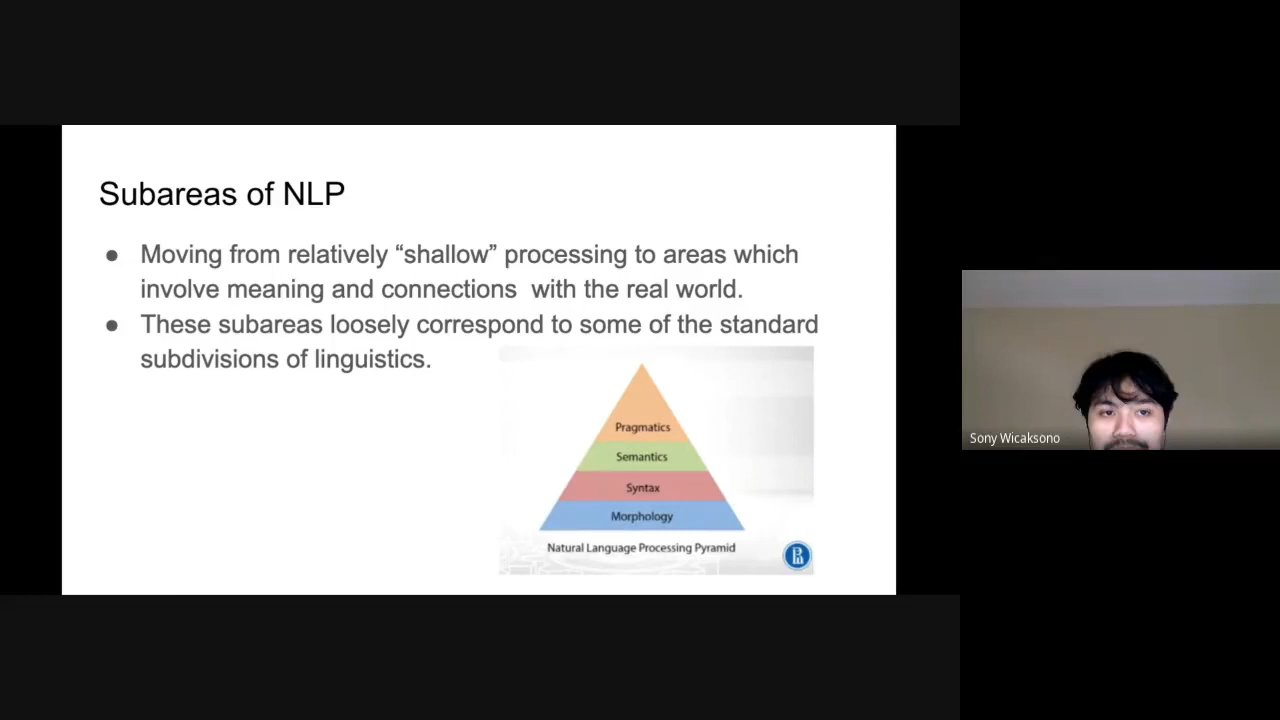 Subareas of NLP
● Moving from relatively “shallow” processing to areas which
involve meaning and connections  with the real world.
● These subareas loosely correspond to some of the standard
subdivisions of linguistics.
Pragmatics
Semantics
Syntax
Morphology
Natural Language Processing Pyramid
Sony Wicaksono